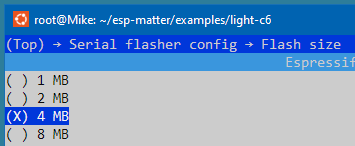 root@Mike: ~/esp-matter/examples/light-c6
(Top) → Serial flasher config → Flash size
Espressif
( ) 1 MB
( ) 2 MB
(X) 4 MB
( ) 8 MB